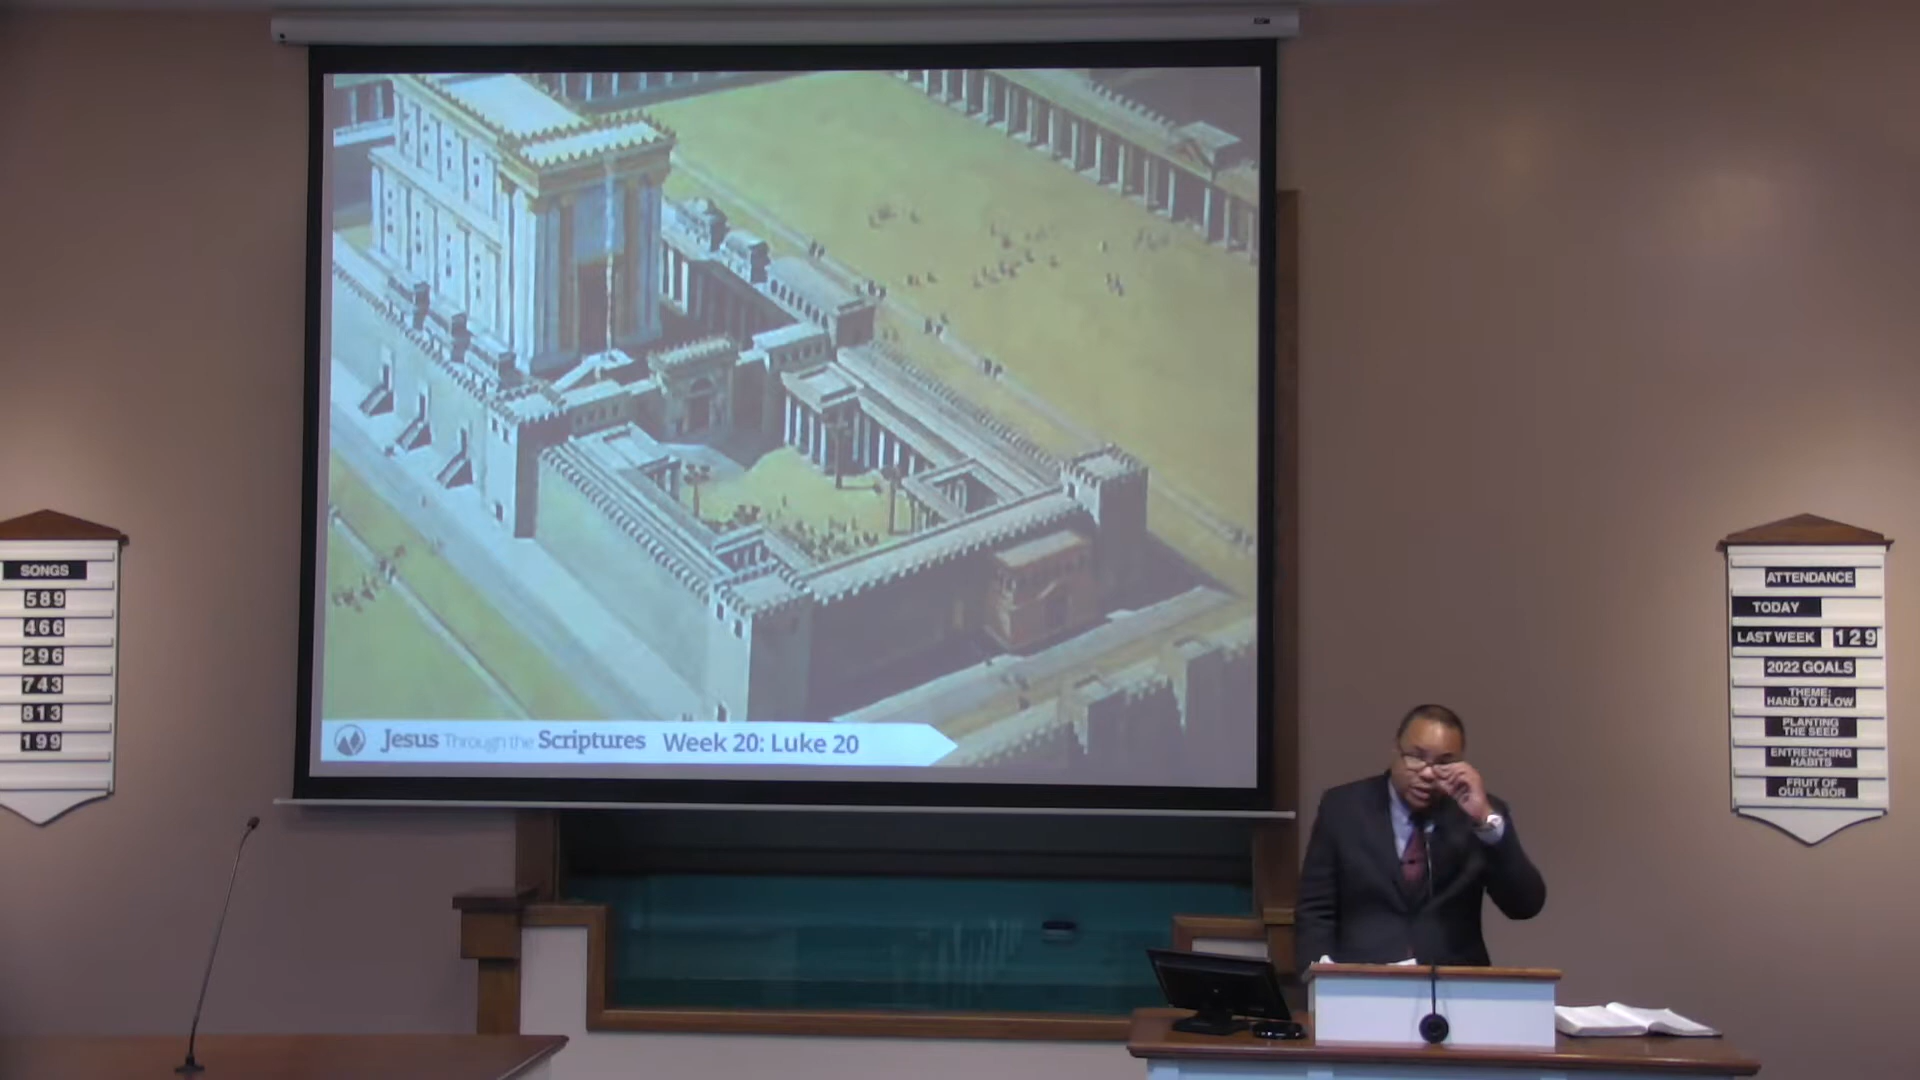 Jesus Through the Scriptures Week 20: Luke 20
SONGS
589
466
296
743
813
199
ATTENDANCE
TODAY
LAST WEEK 129
2022 GOALS
THEME:
HAND TO PLOW
PLANTING
THE SEED
ENTRENCHING
HABITS
FRUIT OF
OUR LABOR